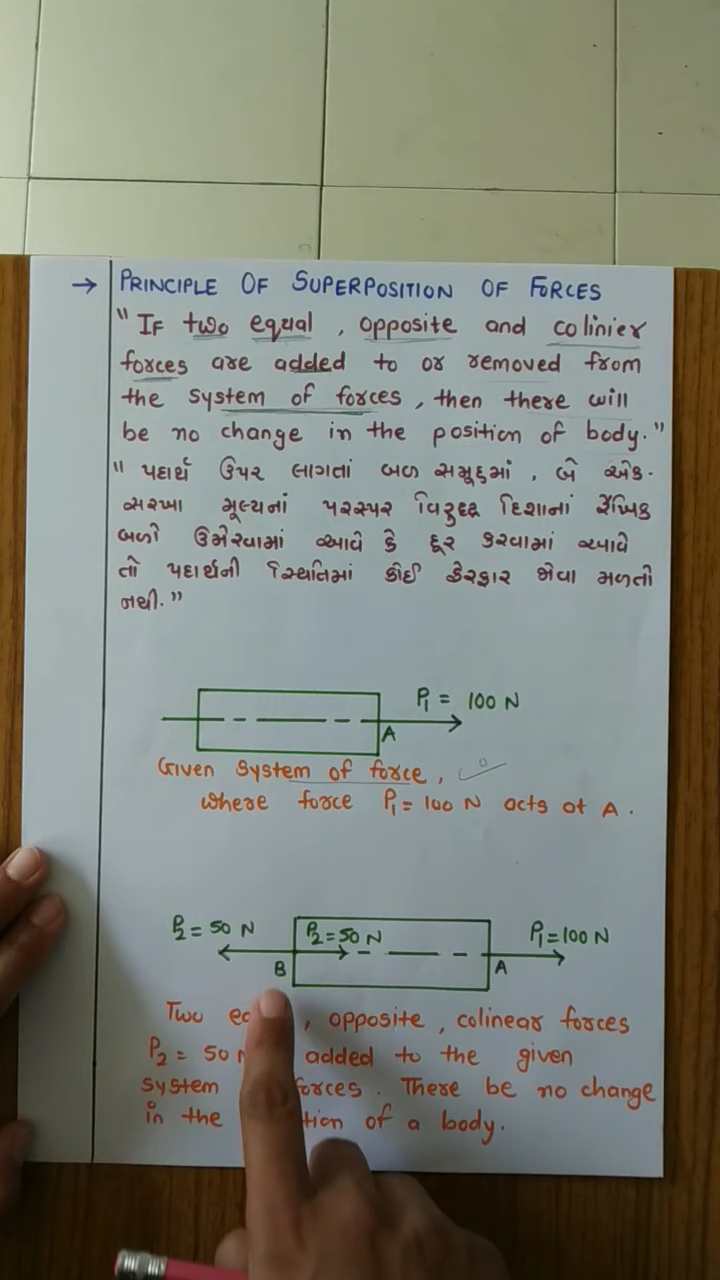 → PRINCIPLE OF SUPERPOSITION OF FORCES
" IF two equal , opposite and colinier
forces are added to or removed from
the system of forces , then there will
be no change in the position of body. "
" પદાર્થ ઉપર લાગતાં બળ સમૂહમાં , બે એક-
સરખા મૂલ્યનાં પરસ્પર વિરુદ્ધ દિશાનાં રૈખિક
બળો ઉમેરવામાં આવે કે દૂર કરવામાં આવે
તો પદાર્થની સ્થિતિમાં કોઈ ફેરફાર જોવા મળતો
નથી. "
P₁ = 100 N
A
Given system of force ,
where force P₁ = 100 N acts at A .
P₂ = 50 N P₂ = 50 N P₁ = 100 N
B A
Two , opposite , colinear forces
P₂ = 50 added to the given
system forces . There be no change
in the of a body.